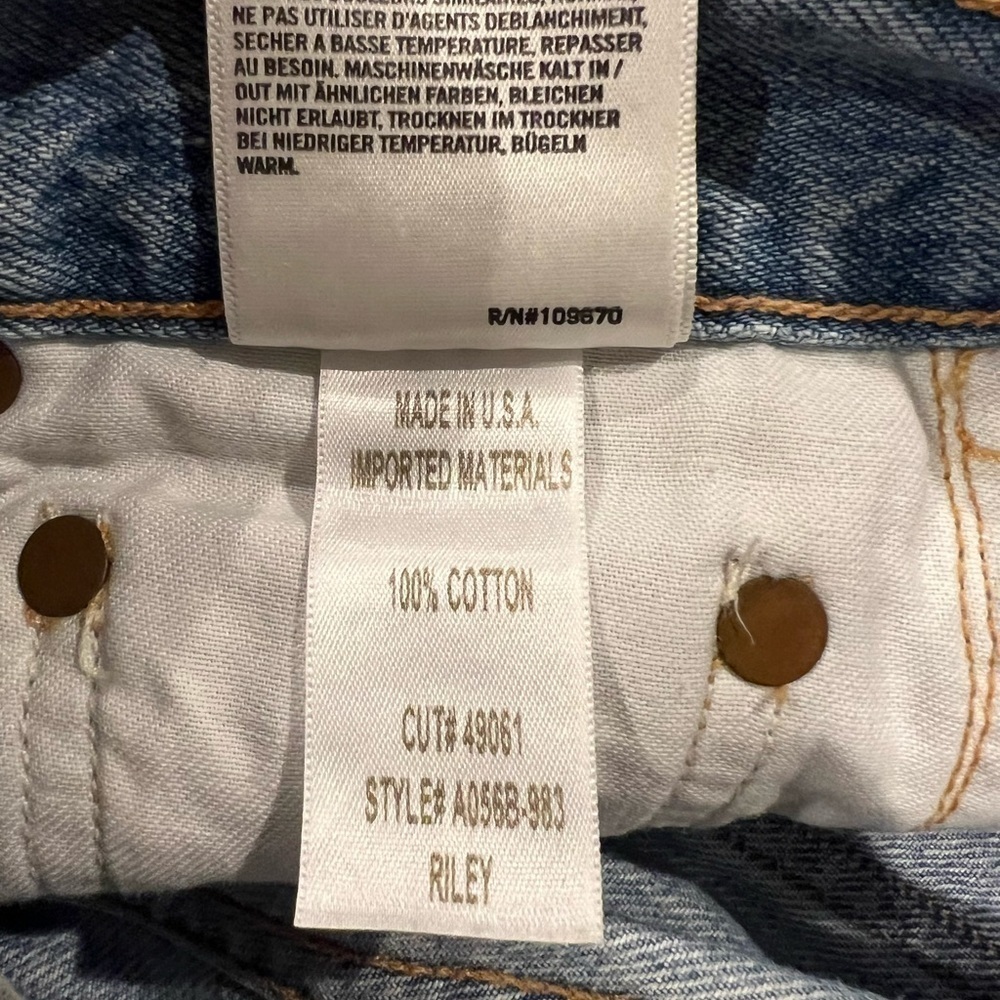 NE PAS UTILISER D'AGENTS DEBLANCHIMENT,
SECHER A BASSE TEMPERATURE, REPASSER
AU BESOIN. MASCHINENWÄSCHE KALT IN /
OUT MIT ÄHNLICHEN FARBEN, BLEICHEN
NICHT ERLAUBT, TROCKNEN IM TROCKNER
BEI NIEDRIGER TEMPERATUR, BÜGELN
WARM.
R/N#109670
MADE IN U.S.A.
IMPORTED MATERIALS
100% COTTON
CUT# 49061
STYLE# A056B-983
RILEY